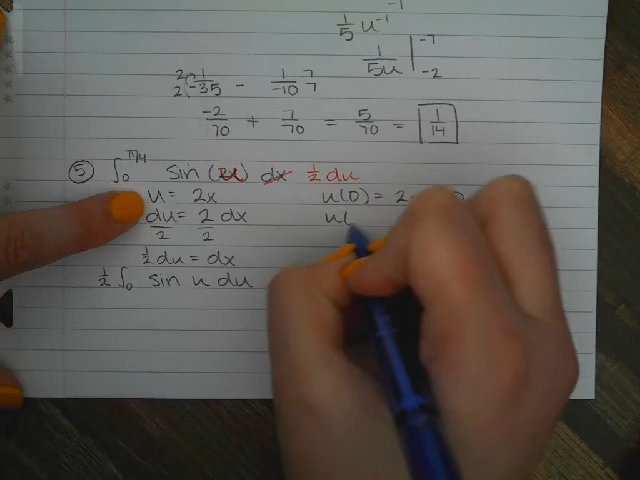 1/5 u⁻¹
1/5u |₋₂⁻⁷
2 1/-35 2 - 1/-10 7/7
-2/70 + 7/70 = 5/70 = 1/14
⑤ ∫₀^π/4 sin (u) dx 1/2 du
u = 2x u(0) = 2·
du/2 = 2/2 dx u(
1/2 du = dx
1/2 ∫₀ sin u du